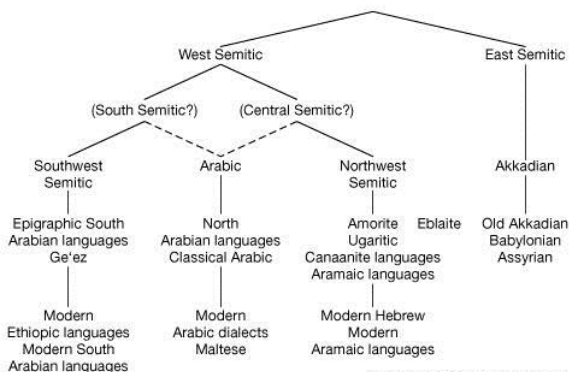 West Semitic
East Semitic
(South Semitic?)
(Central Semitic?)
Southwest
Semitic
Arabic
Northwest
Semitic
Akkadian
Epigraphic South
Arabian languages
Ge'ez
North
Arabian languages
Classical Arabic
Amorite Eblaite
Ugaritic
Canaanite languages
Aramaic languages
Old Akkadian
Babylonian
Assyrian
Modern
Ethiopic languages
Modern South
Arabian languages
Modern
Arabic dialects
Maltese
Modern Hebrew
Modern
Aramaic languages